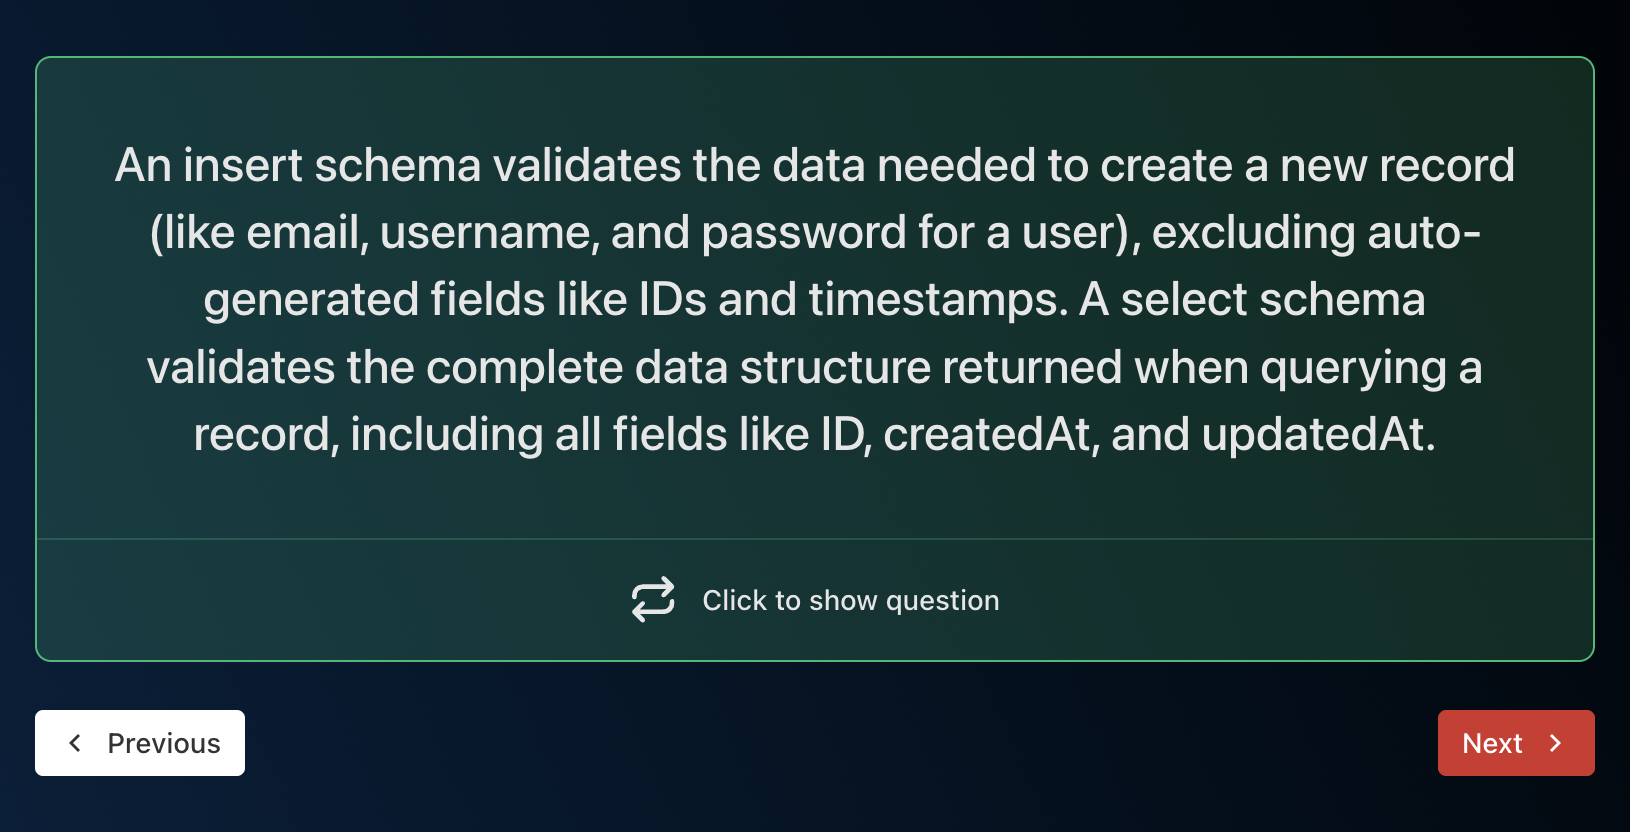 An insert schema validates the data needed to create a new record
(like email, username, and password for a user), excluding auto-
generated fields like IDs and timestamps. A select schema
validates the complete data structure returned when querying a
record, including all fields like ID, createdAt, and updatedAt.
Click to show question
Previous
Next